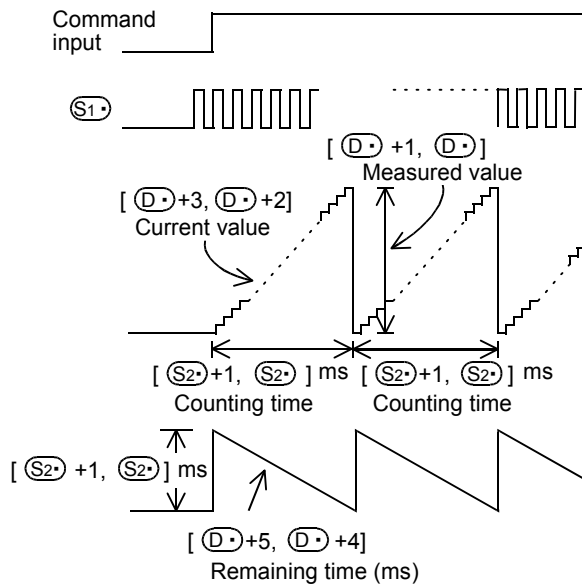 Command
input
S1·
[ D· +1, D· ]
Measured value
[ D· +3, D· +2]
Current value
[ S2· +1, S2· ] ms [ S2· +1, S2· ] ms
Counting time Counting time
[ S2· +1, S2· ] ms
[ D· +5, D· +4]
Remaining time (ms)